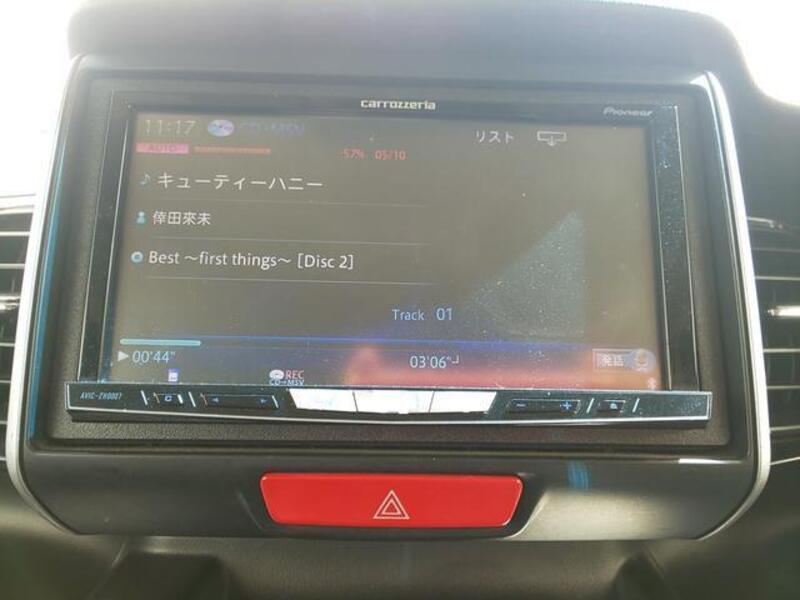 carrozzeria
Pioneer
11:17 CD→MSV
リスト
AUTO
57% 05/10
キューティーハニー
倖田來未
Best ～first things～ [Disc 2]
Track 01
00'44"
03'06"
発話
REC
CD→MSV
AVIC-ZH0007